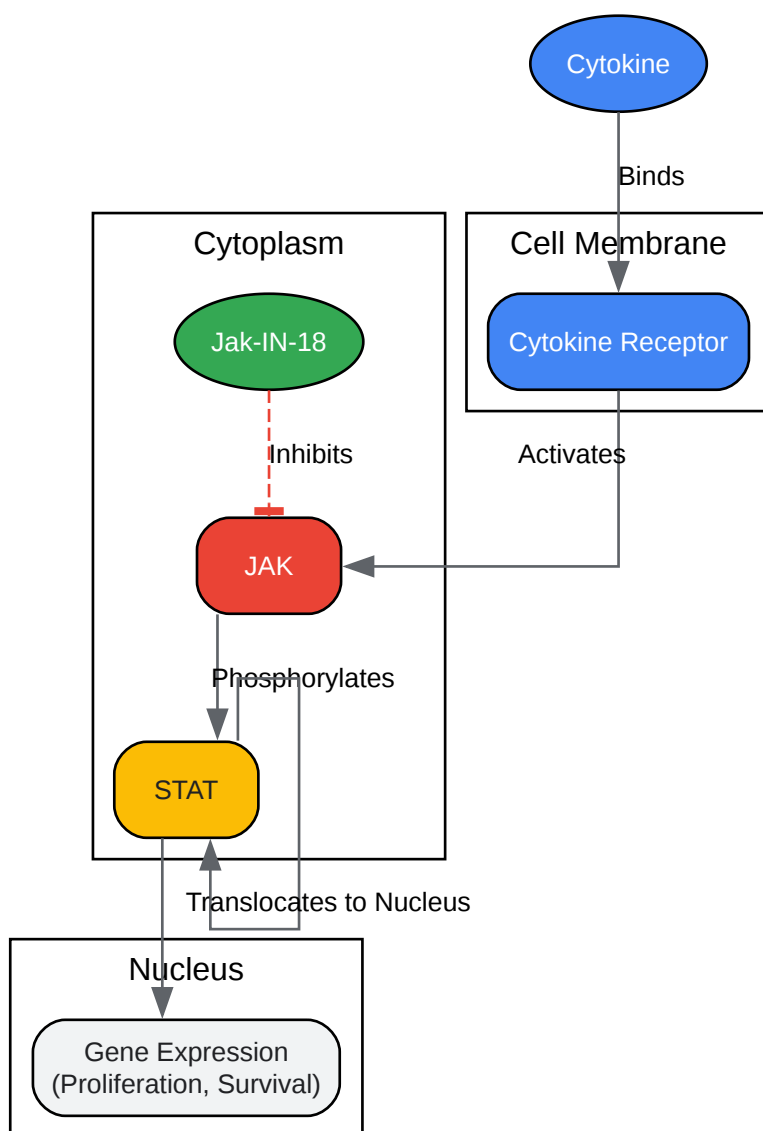 Cytokine
Binds
Cytoplasm
Cell Membrane
Jak-IN-18
Cytokine Receptor
Inhibits
Activates
JAK
Phosphorylates
STAT
Translocates to Nucleus
Nucleus
Gene Expression
(Proliferation, Survival)